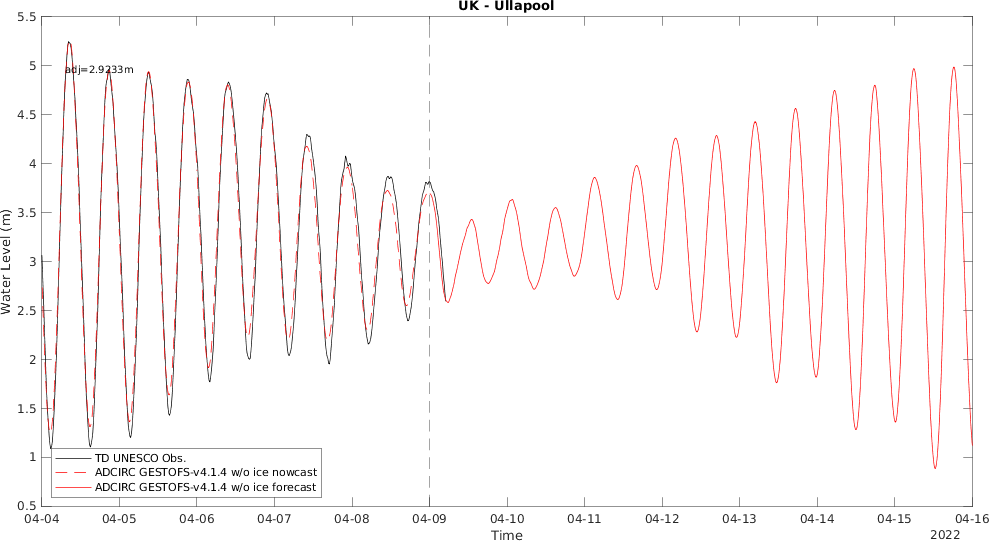 UK - Ullapool
5.5
5
4.5
4
3.5
3
2.5
2
1.5
1
0.5
Water Level (m)
adj=2.9233m
TD UNESCO Obs.
ADCIRC GESTOFS-v4.1.4 w/o ice nowcast
ADCIRC GESTOFS-v4.1.4 w/o ice forecast
04-04 04-05 04-06 04-07 04-08 04-09 04-10 04-11 04-12 04-13 04-14 04-15 04-16
Time
2022